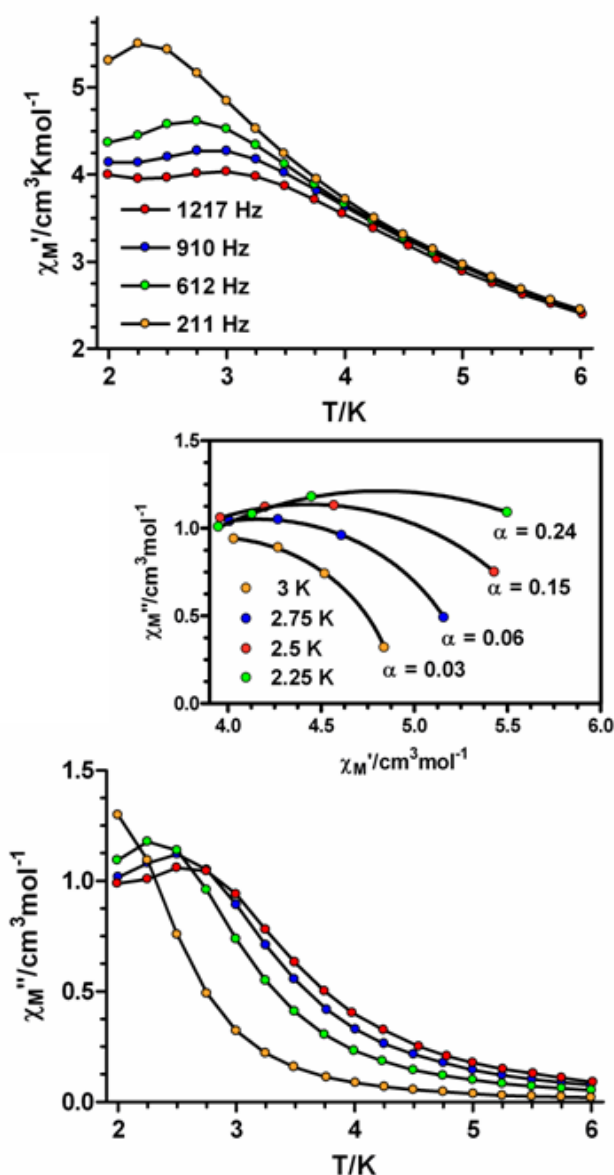 χM'/cm³Kmol⁻¹
5
4
3
2
1217 Hz
910 Hz
612 Hz
211 Hz
2 3 4 5 6
T/K
χM''/cm³mol⁻¹
1.5
1.0
0.5
0.0
α = 0.24
α = 0.15
α = 0.06
α = 0.03
3 K
2.75 K
2.5 K
2.25 K
4.0 4.5 5.0 5.5 6.0
χM'/cm³mol⁻¹
χM''/cm³mol⁻¹
1.5
1.0
0.5
0.0
2 3 4 5 6
T/K